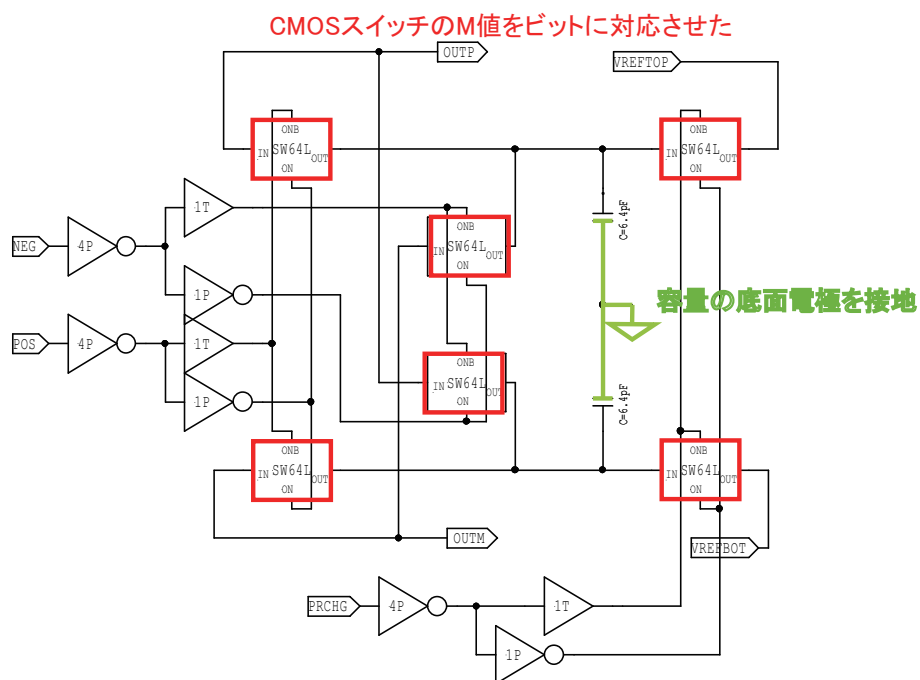 CMOSスイッチのM値をビットに対応させた
OUTP
VREFTOP
ONB
IN SW64L OUT
ON
ONB
IN SW64L OUT
ON
1T
ONB
IN SW64L OUT
ON
C=6.4pF
NEG
4P
1P
容量の底面電極を接地
POS
4P
1T
ONB
IN SW64L OUT
ON
1P
C=6.4pF
ONB
IN SW64L OUT
ON
ONB
IN SW64L OUT
ON
OUTM
VREFBOT
PRCHG
4P
1T
1P